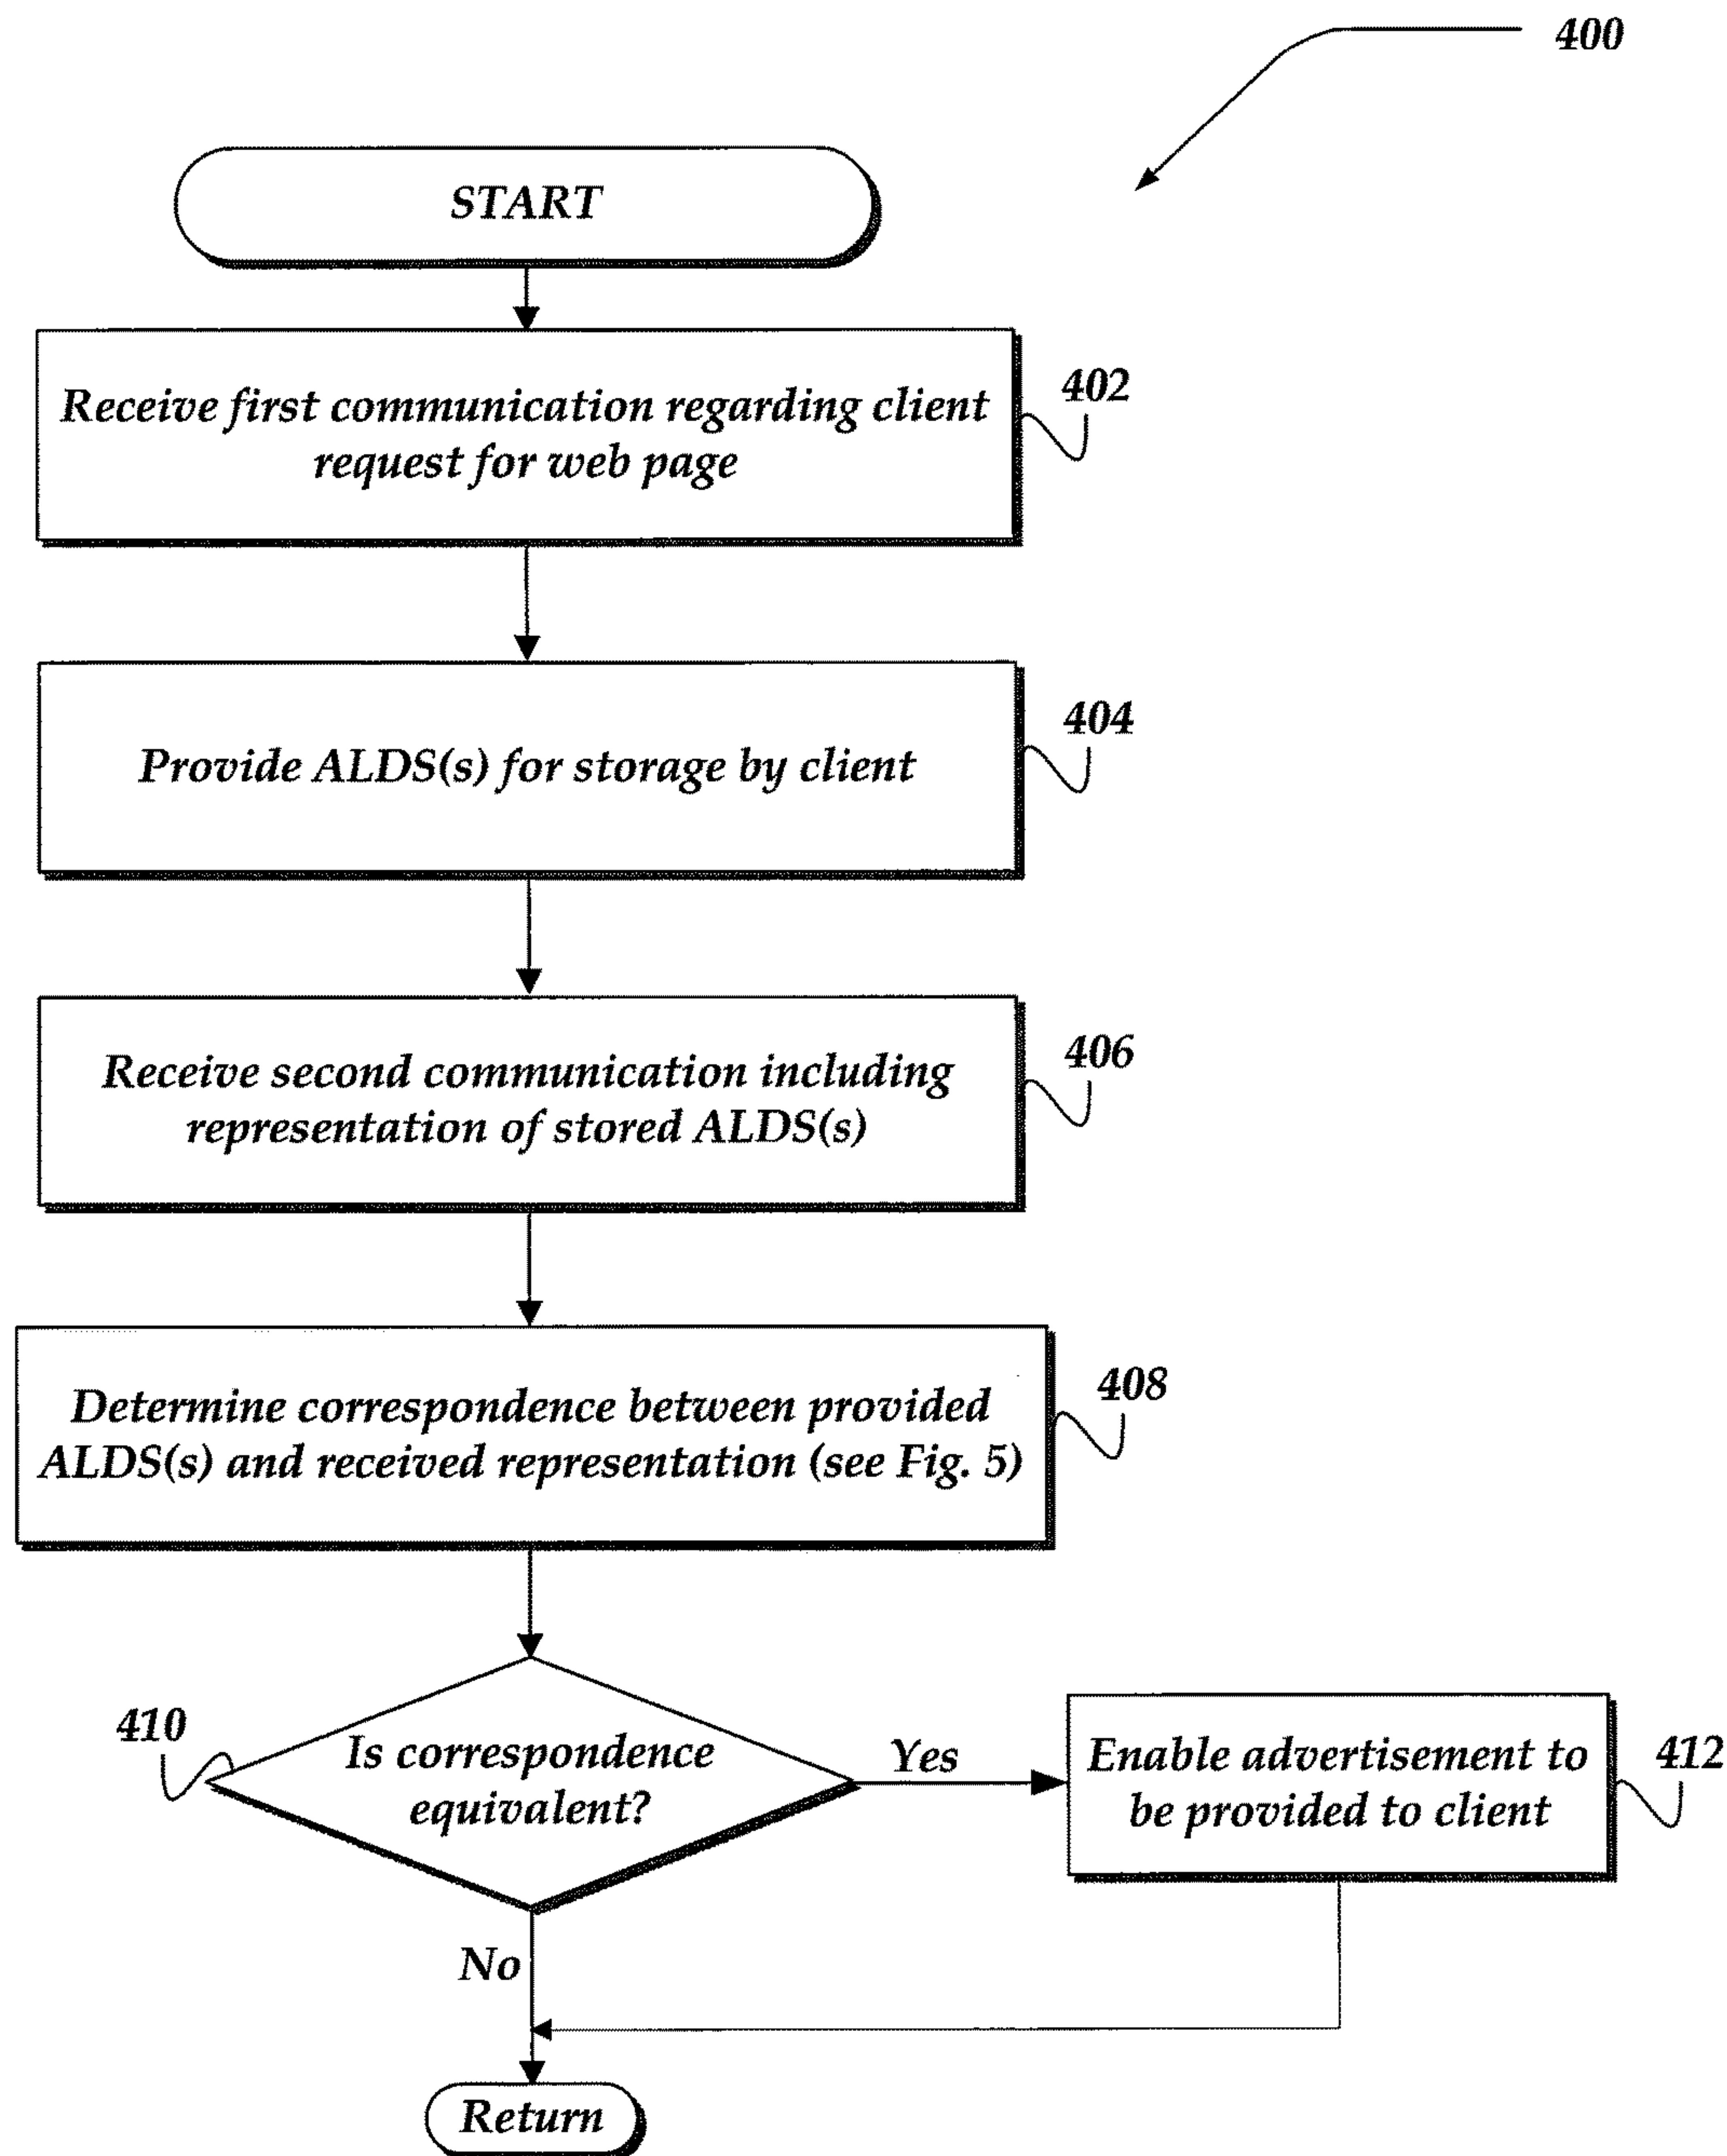 400
START
Receive first communication regarding client
request for web page
402
Provide ALDS(s) for storage by client
404
Receive second communication including
representation of stored ALDS(s)
406
Determine correspondence between provided
ALDS(s) and received representation (see Fig. 5)
408
410
Is correspondence
equivalent?
Yes
Enable advertisement to
be provided to client
412
No
Return